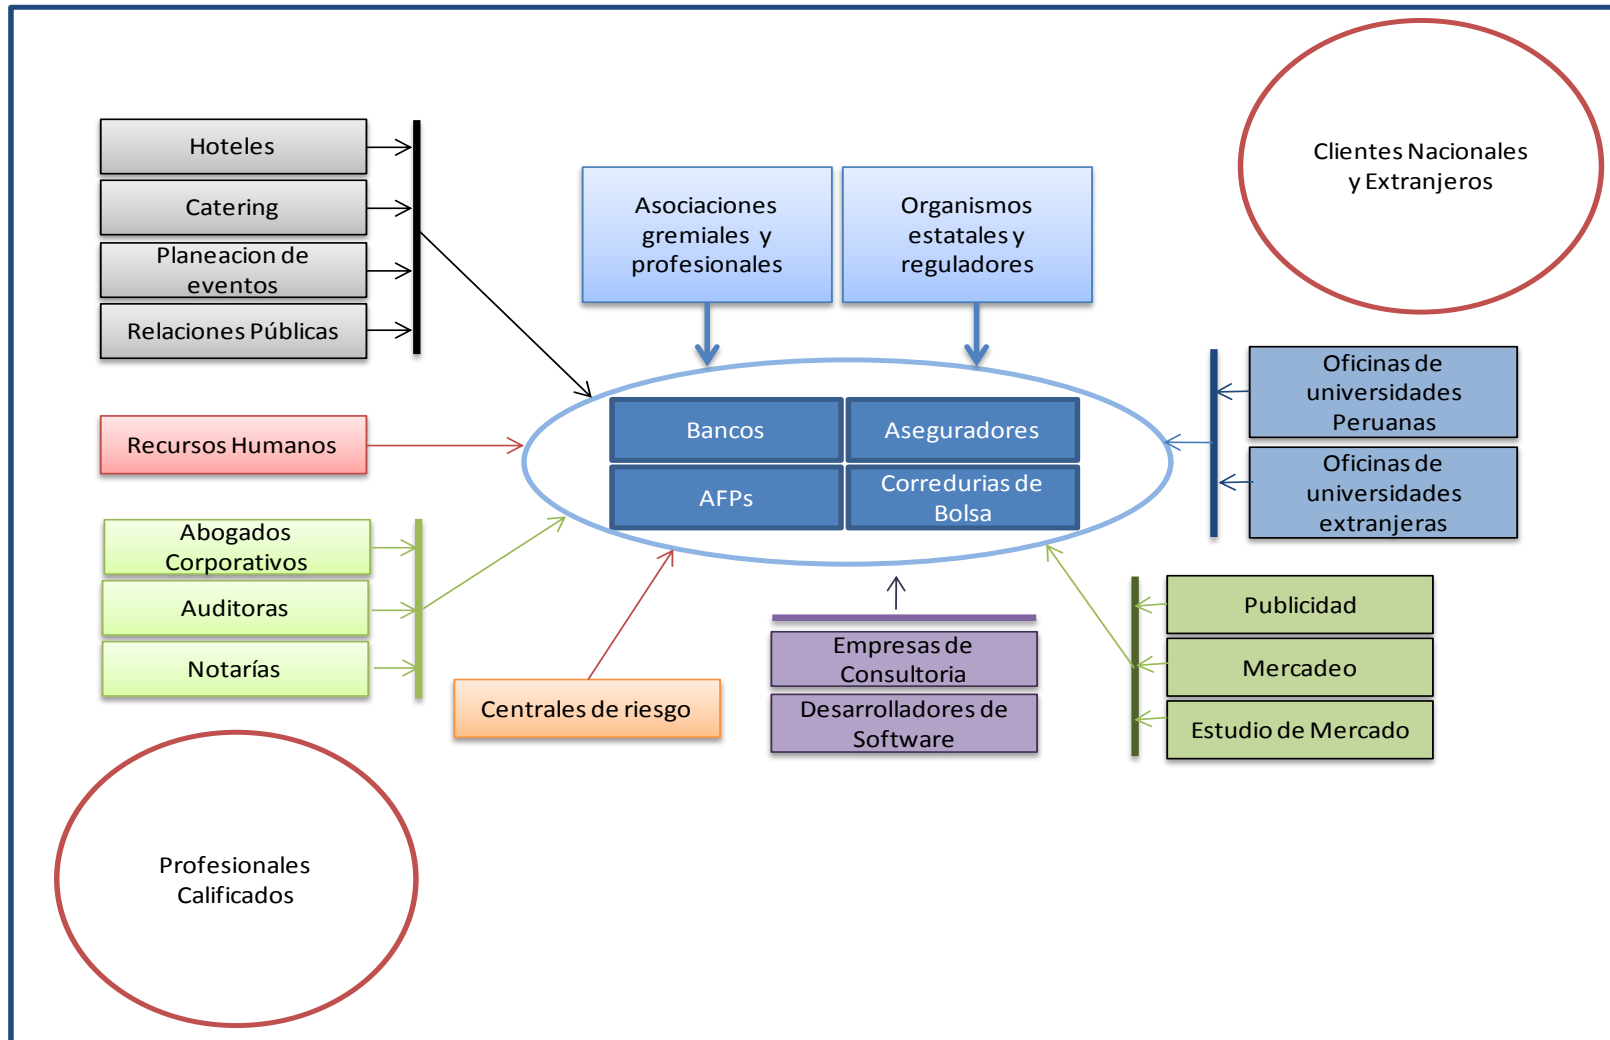 Clientes Nacionales
y Extranjeros
Hoteles
Catering
Planeacion de
eventos
Relaciones Públicas
Asociaciones
gremiales y
profesionales
Organismos
estatales y
reguladores
Recursos Humanos
Bancos
Aseguradores
AFPs
Corredurias de
Bolsa
Oficinas de
universidades
Peruanas
Oficinas de
universidades
extranjeras
Abogados
Corporativos
Auditoras
Notarías
Centrales de riesgo
Empresas de
Consultoria
Desarrolladores de
Software
Publicidad
Mercadeo
Estudio de Mercado
Profesionales
Calificados